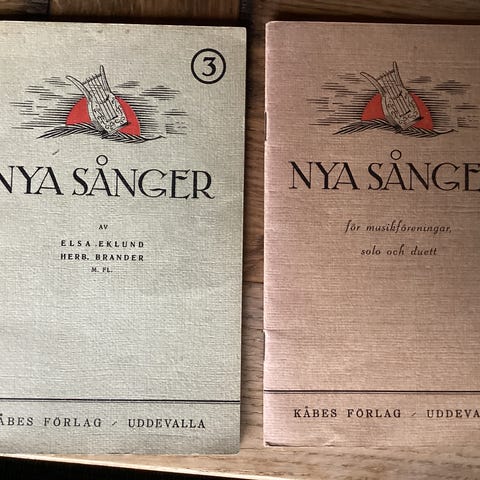 3
NYA SÅNGER
AV
ELSA EKLUND
HERB. BRANDER
M. FL.
ÅBES FÖRLAG / UDDEVALLA
NYA SÅNGE
för musikföreningar,
solo och duett
KÅBES FÖRLAG / UDDEVA